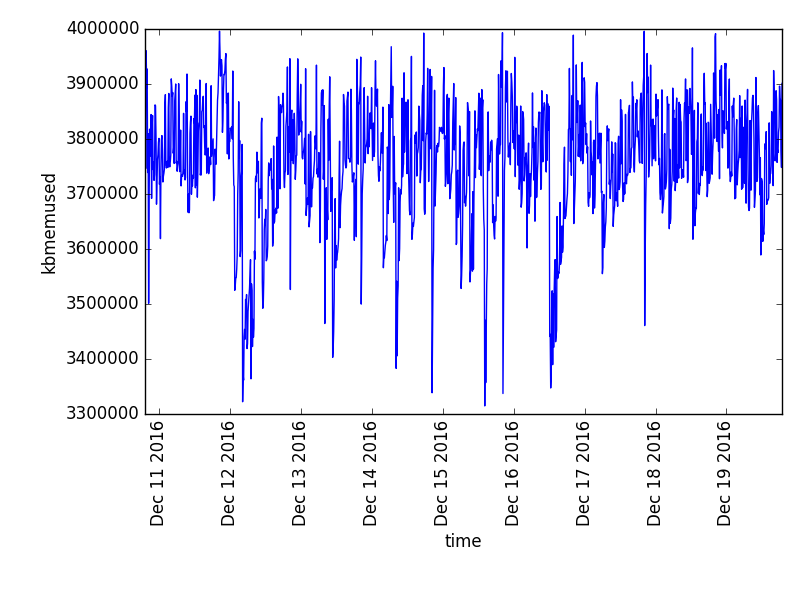 4000000
3900000
3800000
3700000
3600000
3500000
3400000
3300000
kbmemused
Dec 11 2016
Dec 12 2016
Dec 13 2016
Dec 14 2016
Dec 15 2016
Dec 16 2016
Dec 17 2016
Dec 18 2016
Dec 19 2016
time